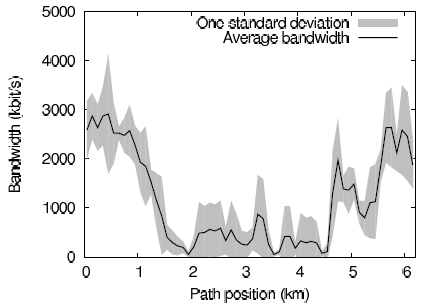 5000
4000
3000
2000
1000
0
Bandwidth (kbit/s)
One standard deviation
Average bandwidth
0 1 2 3 4 5 6
Path position (km)